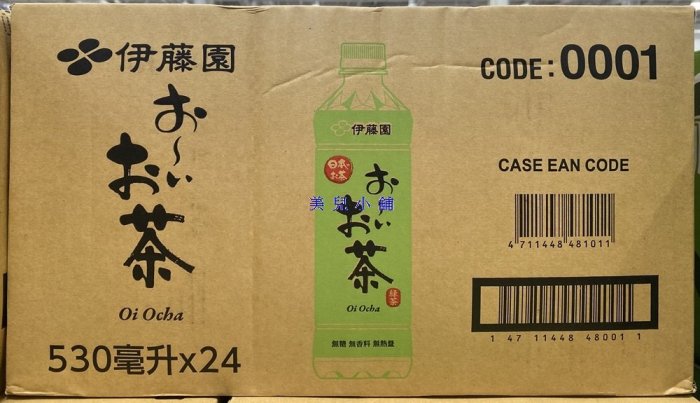 伊藤園
お〜いお茶
Oi Ocha
530毫升x24
伊藤園
日本の
お茶
お〜いお茶
緑茶
Oi Ocha
無糖 無香料 無熱量
美兒小舖
CODE: 0001
CASE EAN CODE
4 711448 481011
1 47 11448 48001 1